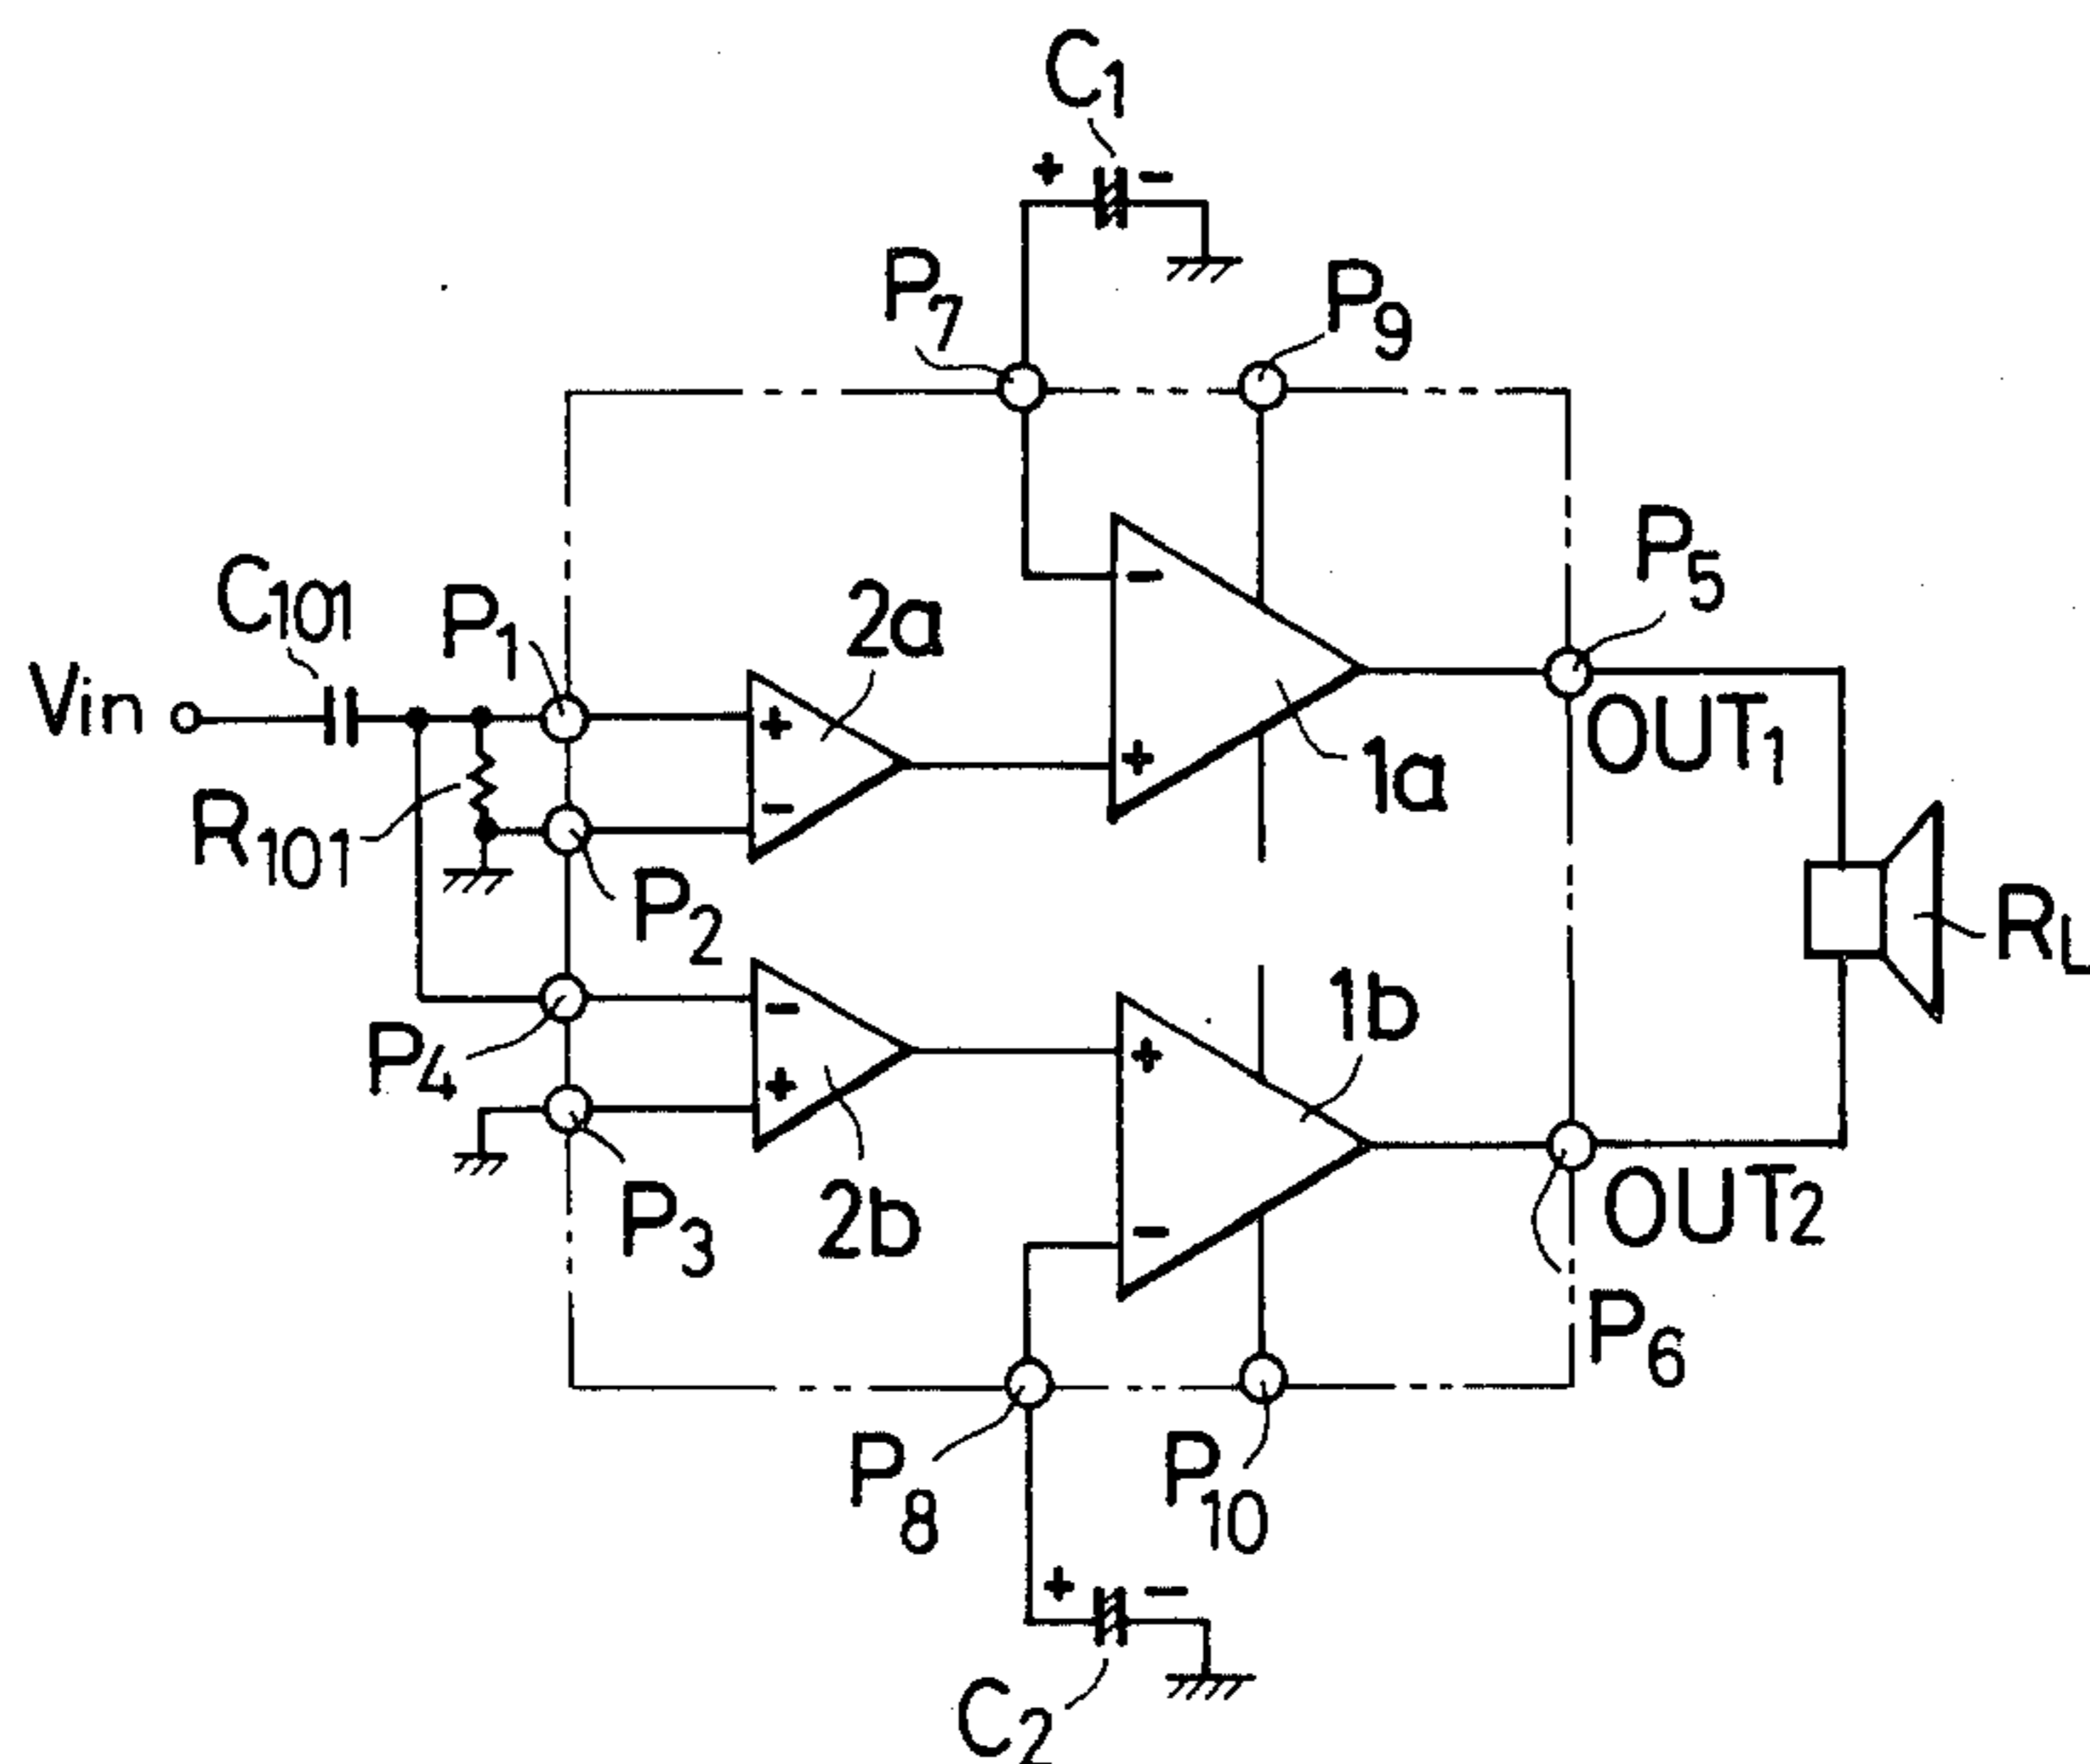 C1
+ -
P7
P9
P5
C101
P1
2a
Vin
+
-
-
+
1a
OUT1
R101
P2
RL
P4
-
+
2b
P3
1b
+
-
OUT2
P6
P8
P10
+ -
C2